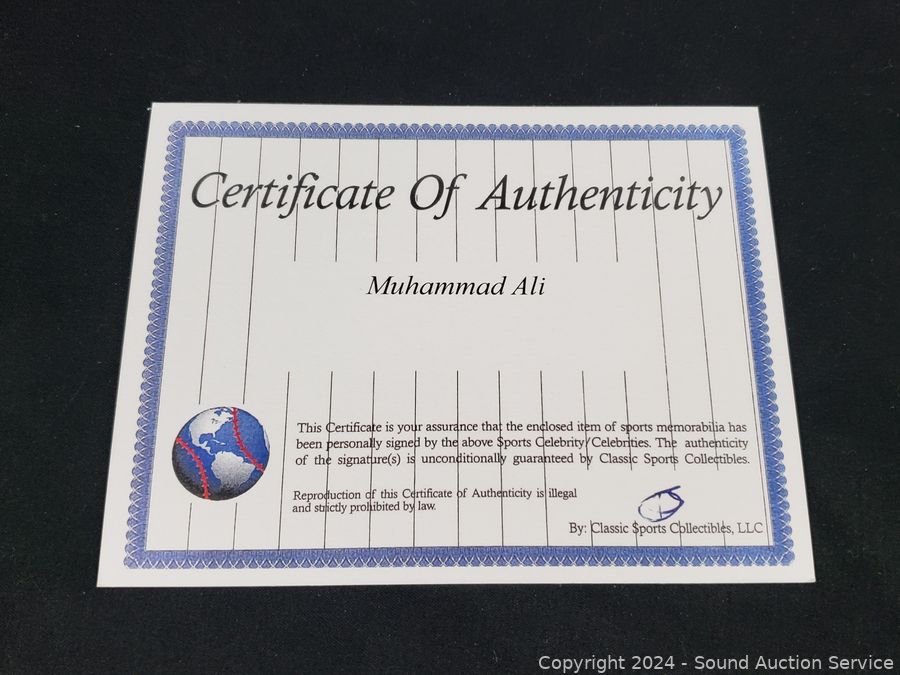 Certificate Of Authenticity
Muhammad Ali
This Certificate is your assurance that the enclosed item of sports memorabilia has
been personally signed by the above Sports Celebrity/Celebrities. The authenticity
of the signature(s) is unconditionally guaranteed by Classic Sports Collectibles.
Reproduction of this Certificate of Authenticity is illegal
and strictly prohibited by law.
By: Classic Sports Collectibles, LLC
Copyright 2024 - Sound Auction Service